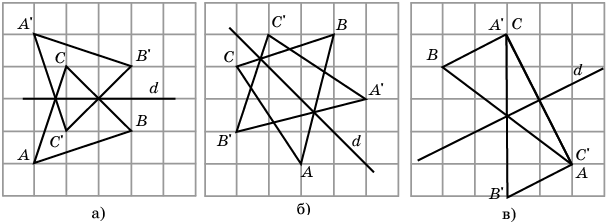 A' C B' d C' B A
а)
C' B C A' B' d A
б)
A' C B d C' A B'
в)